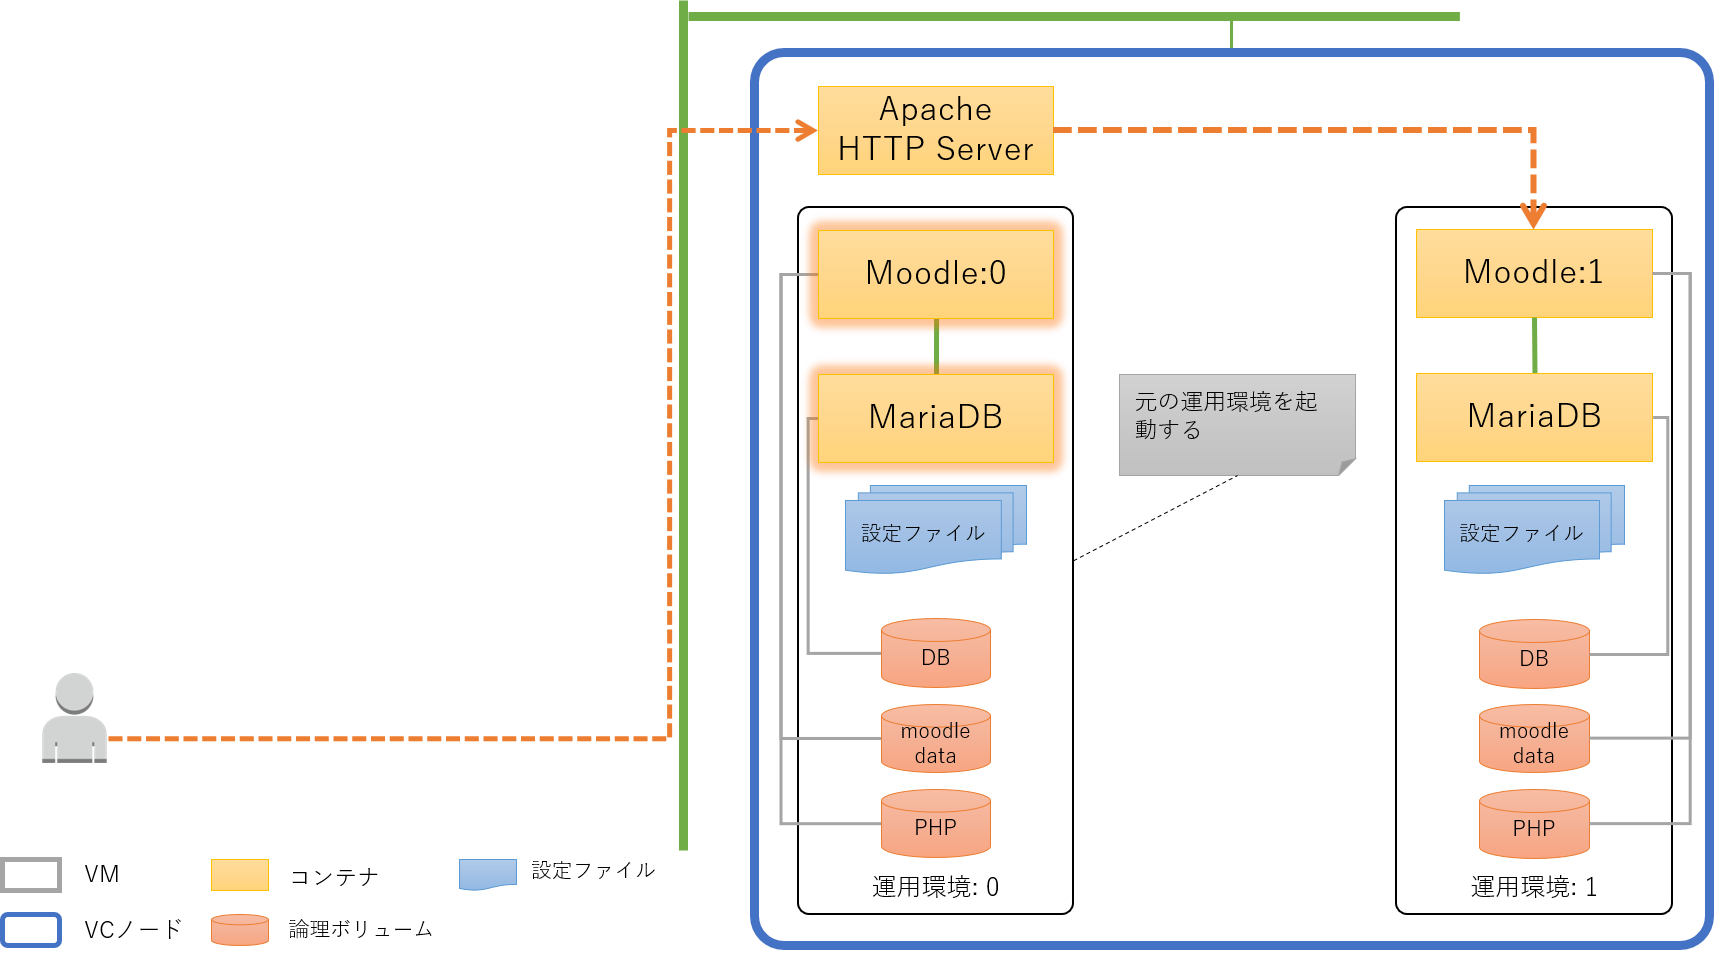 Apache
HTTP Server
Moodle:0
MariaDB
設定ファイル
DB
moodle
data
PHP
運用環境: 0
元の運用環境を起
動する
Moodle:1
MariaDB
設定ファイル
DB
moodle
data
PHP
運用環境: 1
VM
コンテナ
設定ファイル
VCノード
論理ボリューム